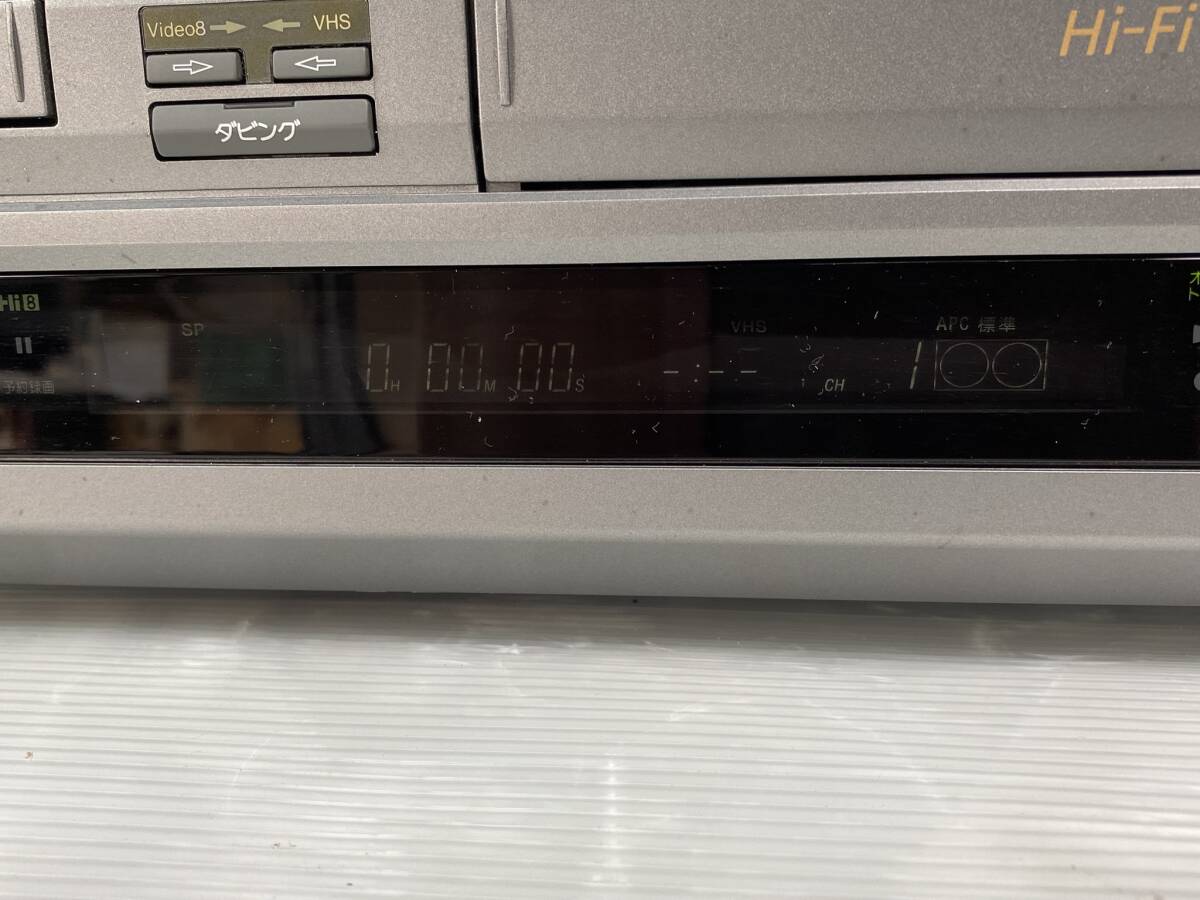 Video8 → ← VHS
Hi-Fi
⇨ ⇦
ダビング
Hi8
SP
VHS
APC 標準
0H 00M 00S
-:--
CH 1
予約録画